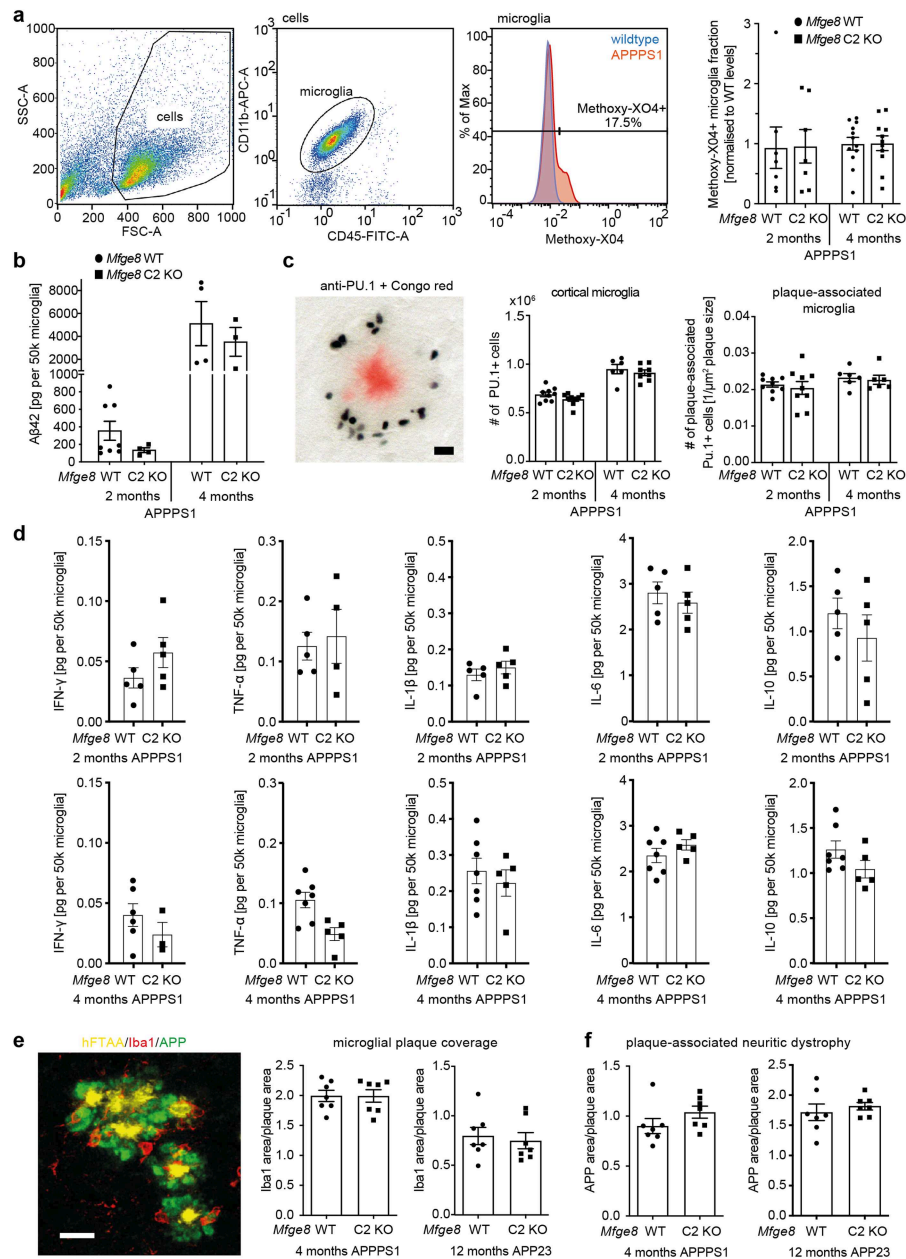 a
cells
microglia
Mfge8 WT
Mfge8 C2 KO
SSC-A
1000
800
600
400
200
0
cells
0 200 400 600 800 1000
FSC-A
CD11b-APC-A
10³
10²
10¹
10⁰
10⁻¹
microglia
10⁻¹ 10⁰ 10¹ 10² 10³
CD45-FITC-A
% of Max
100
80
60
40
20
0
wildtype
APPPS1
Methoxy-XO4+
17.5%
10⁻⁴ 10⁻² 10⁰ 10² 10⁴
Methoxy-X04
Methoxy-X04+ microglia fraction
[normalised to WT levels]
3
2
1
0
Mfge8 WT C2 KO WT C2 KO
2 months 4 months
APPPS1
b
Mfge8 WT
Mfge8 C2 KO
Aβ42 [pg per 50k microglia]
8000
6000
4000
2000
1000
800
600
400
200
0
Mfge8 WT C2 KO WT C2 KO
2 months 4 months
APPPS1
c
anti-PU.1 + Congo red
x10⁶
cortical microglia
# of PU.1+ cells
1.5
1.0
0.5
0
Mfge8 WT C2 KO WT C2 KO
2 months 4 months
APPPS1
plaque-associated
microglia
# of plaque-associated
Pu.1+ cells [1/µm² plaque size]
0.04
0.03
0.02
0.01
0.00
WT C2 KO WT C2 KO
2 months 4 months
APPPS1
d
IFN-γ [pg per 50k microglia]
0.15
0.10
0.05
0.00
Mfge8 WT C2 KO
2 months APPPS1
TNF-α [pg per 50k microglia]
0.3
0.2
0.1
0.0
Mfge8 WT C2 KO
2 months APPPS1
IL-1β [pg per 50k microglia]
0.5
0.4
0.3
0.2
0.1
0.0
Mfge8 WT C2 KO
2 months APPPS1
IL-6 [pg per 50k microglia]
4
3
2
1
0
Mfge8 WT C2 KO
2 months APPPS1
IL-10 [pg per 50k microglia]
2.0
1.5
1.0
0.5
0.0
Mfge8 WT C2 KO
2 months APPPS1
IFN-γ [pg per 50k microglia]
0.15
0.10
0.05
0.00
Mfge8 WT C2 KO
4 months APPPS1
TNF-α [pg per 50k microglia]
0.3
0.2
0.1
0.0
Mfge8 WT C2 KO
4 months APPPS1
IL-1β [pg per 50k microglia]
0.5
0.4
0.3
0.2
0.1
0.0
Mfge8 WT C2 KO
4 months APPPS1
IL-6 [pg per 50k microglia]
4
3
2
1
0
Mfge8 WT C2 KO
4 months APPPS1
IL-10 [pg per 50k microglia]
2.0
1.5
1.0
0.5
0.0
Mfge8 WT C2 KO
4 months APPPS1
e
hFTAA/Iba1/APP
microglial plaque coverage
Iba1 area/plaque area
2.5
2.0
1.5
1.0
0.5
0.0
Mfge8 WT C2 KO
4 months APPPS1
Iba1 area/plaque area
1.5
1.0
0.5
0.0
WT C2 KO
12 months APP23
f
plaque-associated neuritic dystrophy
APP area/plaque area
2.0
1.5
1.0
0.5
0.0
Mfge8 WT C2 KO
4 months APPPS1
APP area/plaque area
3
2
1
0
WT C2 KO
12 months APP23